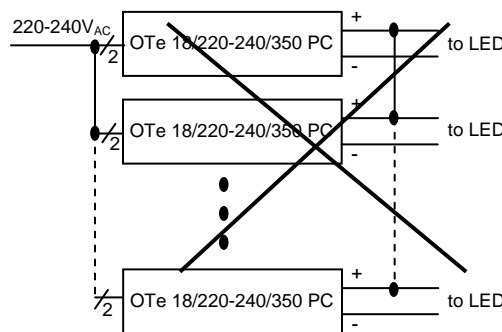 220-240VAC
2
OTe 18/220-240/350 PC
+
-
to LED
2
OTe 18/220-240/350 PC
+
-
to LED
2
OTe 18/220-240/350 PC
+
-
to LED